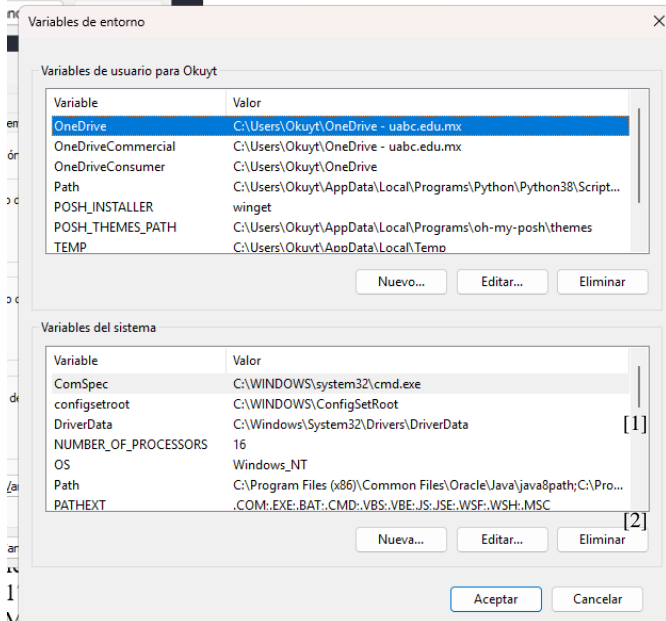 Variables de entorno
Variables de usuario para Okuyt
Variable Valor
OneDrive C:\Users\Okuyt\OneDrive - uabc.edu.mx
OneDriveCommercial C:\Users\Okuyt\OneDrive - uabc.edu.mx
OneDriveConsumer C:\Users\Okuyt\OneDrive
Path C:\Users\Okuyt\AppData\Local\Programs\Python\Python38\Script...
POSH_INSTALLER winget
POSH_THEMES_PATH C:\Users\Okuyt\AppData\Local\Programs\oh-my-posh\themes
TEMP C:\Users\Okuyt\AppData\Local\Temp
Nuevo... Editar... Eliminar
Variables del sistema
Variable Valor
ComSpec C:\WINDOWS\system32\cmd.exe
configsetroot C:\WINDOWS\ConfigSetRoot
DriverData C:\Windows\System32\Drivers\DriverData
[1]
NUMBER_OF_PROCESSORS 16
OS Windows_NT
Path C:\Program Files (x86)\Common Files\Oracle\Java\java8path;C:\Pro...
PATHEXT .COM;.EXE;.BAT;.CMD;.VBS;.VBE;.JS;.JSE;.WSF;.WSH;.MSC
[2]
Nueva... Editar... Eliminar
Aceptar Cancelar